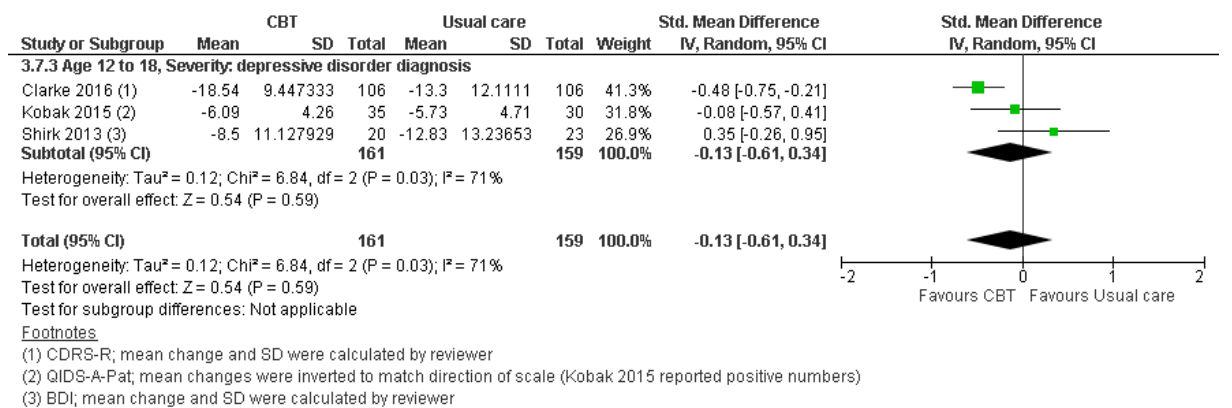 CBT Usual care Std. Mean Difference Std. Mean Difference
Study or Subgroup Mean SD Total Mean SD Total Weight IV, Random, 95% CI IV, Random, 95% CI
3.7.3 Age 12 to 18, Severity: depressive disorder diagnosis
Clarke 2016 (1) -18.54 9.447333 106 -13.3 12.1111 106 41.3% -0.48 [-0.75, -0.21]
Kobak 2015 (2) -6.09 4.26 35 -5.73 4.71 30 31.8% -0.08 [-0.57, 0.41]
Shirk 2013 (3) -8.5 11.127929 20 -12.83 13.23653 23 26.9% 0.35 [-0.26, 0.95]
Subtotal (95% CI) 161 159 100.0% -0.13 [-0.61, 0.34]
Heterogeneity: Tau² = 0.12; Chi² = 6.84, df = 2 (P = 0.03); I² = 71%
Test for overall effect: Z = 0.54 (P = 0.59)
Total (95% CI) 161 159 100.0% -0.13 [-0.61, 0.34]
Heterogeneity: Tau² = 0.12; Chi² = 6.84, df = 2 (P = 0.03); I² = 71%
Test for overall effect: Z = 0.54 (P = 0.59)
Test for subgroup differences: Not applicable
-2 -1 0 1 2
Favours CBT Favours Usual care
Footnotes
(1) CDRS-R; mean change and SD were calculated by reviewer
(2) QIDS-A-Pat; mean changes were inverted to match direction of scale (Kobak 2015 reported positive numbers)
(3) BDI; mean change and SD were calculated by reviewer